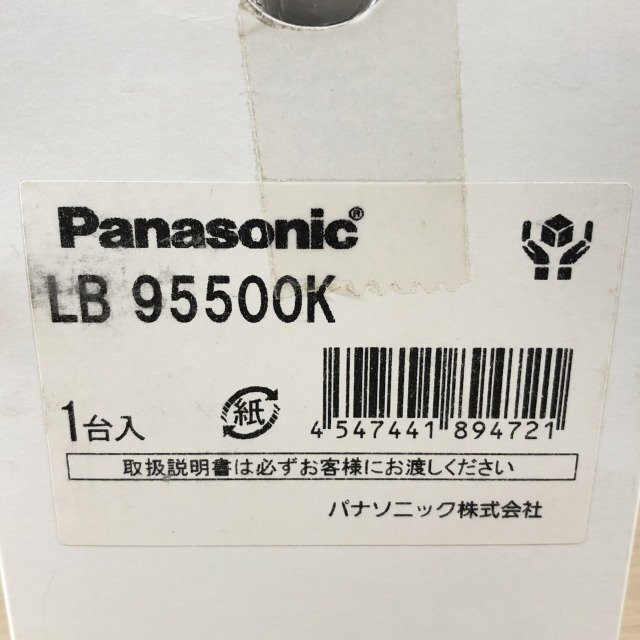 Panasonic®
LB 95500K
1台入
紙
4 547441 894721
取扱説明書は必ずお客様にお渡しください
パナソニック株式会社